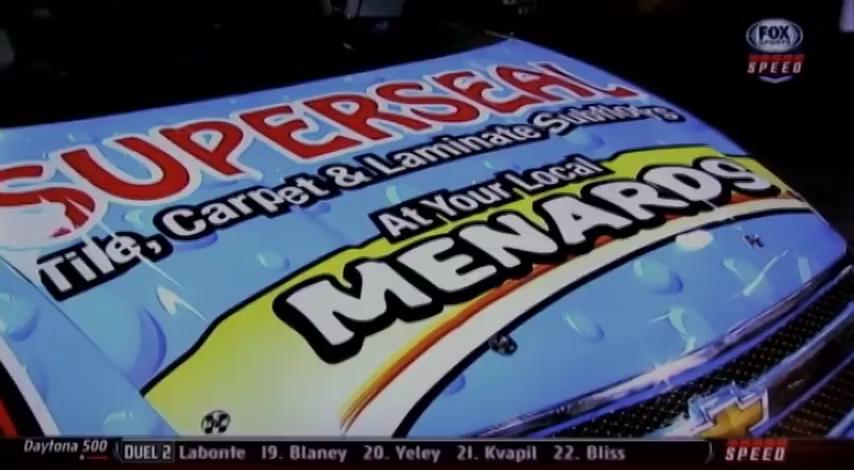 FOX
SPORTS
SPEED
SUPERSEAL
Tile, Carpet & Laminate Subfloors
At Your Local
MENARDS
Daytona 500 DUEL 2 Labonte 19. Blaney 20. Yeley 21. Kvapil 22. Bliss SPEED